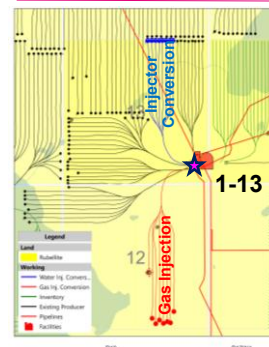 Injector
Conversion
1-13
Gas Injection
12
Legend
Land
Rubellite
Working
Water Inj. Convers...
Gas Inj. Conversion
Inventory
Existing Producer
Pipelines
Facilities